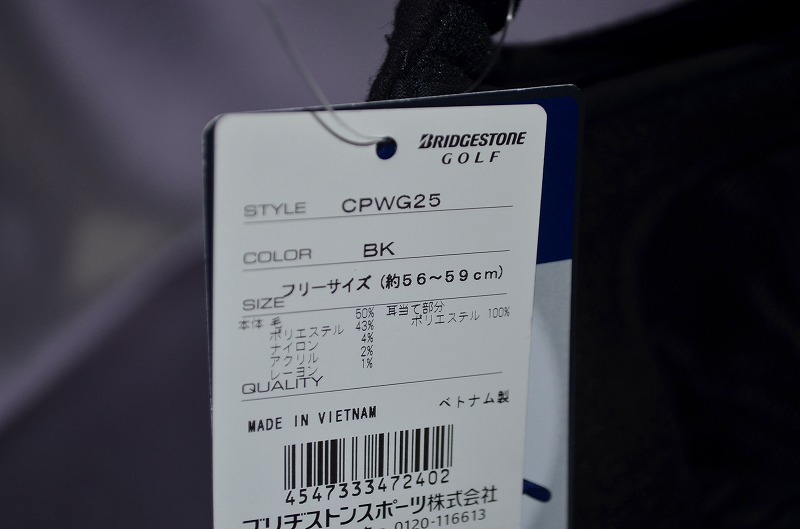 BRIDGESTONE
GOLF
STYLE CPWG25
COLOR BK
SIZE フリーサイズ (約56～59cm)
本体 毛 50% 耳当て部分
ポリエステル 43% ポリエステル 100%
ナイロン 4%
アクリル 2%
レーヨン 1%
QUALITY
MADE IN VIETNAM ベトナム製
4547333472402
ブリヂストンスポーツ株式会社
0120-116613